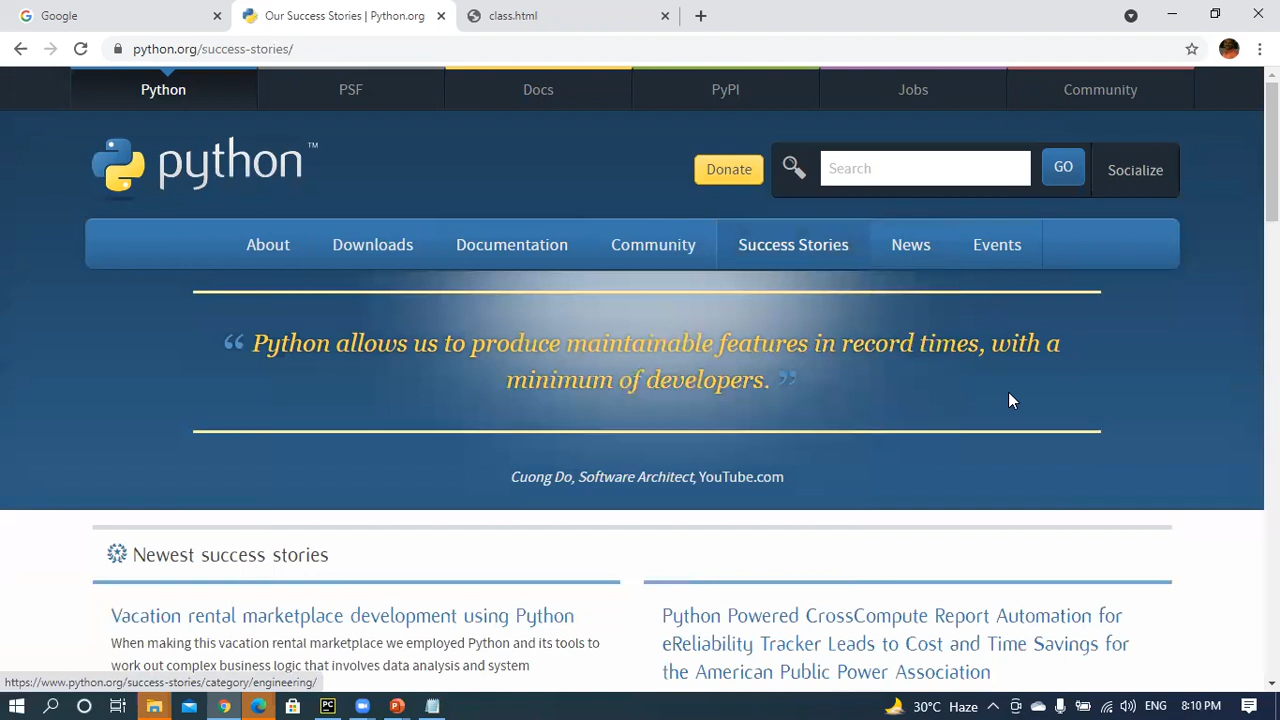 Google
Our Success Stories | Python.org
class.html
python.org/success-stories/
Python
PSF
Docs
PyPI
Jobs
Community
python™
Donate
Search
GO
Socialize
About
Downloads
Documentation
Community
Success Stories
News
Events
“ Python allows us to produce maintainable features in record times, with a
minimum of developers. ”
Cuong Do, Software Architect, YouTube.com
Newest success stories
Vacation rental marketplace development using Python
When making this vacation rental marketplace we employed Python and its tools to
work out complex business logic that involves data analysis and system
Python Powered CrossCompute Report Automation for
eReliability Tracker Leads to Cost and Time Savings for
the American Public Power Association
https://www.python.org/success-stories/category/engineering/
PC
30°C Haze
ENG
8:10 PM